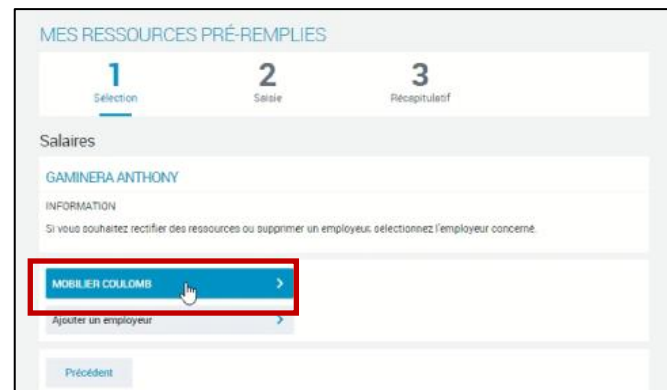 MES RESSOURCES PRÉ-REMPLIES
1 2 3
Sélection Saisie Récapitulatif
Salaires
GAMINERA ANTHONY
INFORMATION
Si vous souhaitez rectifier des ressources ou supprimer un employeur, sélectionnez l'employeur concerné.
MOBILIER COULOMB
Ajouter un employeur
Précédent